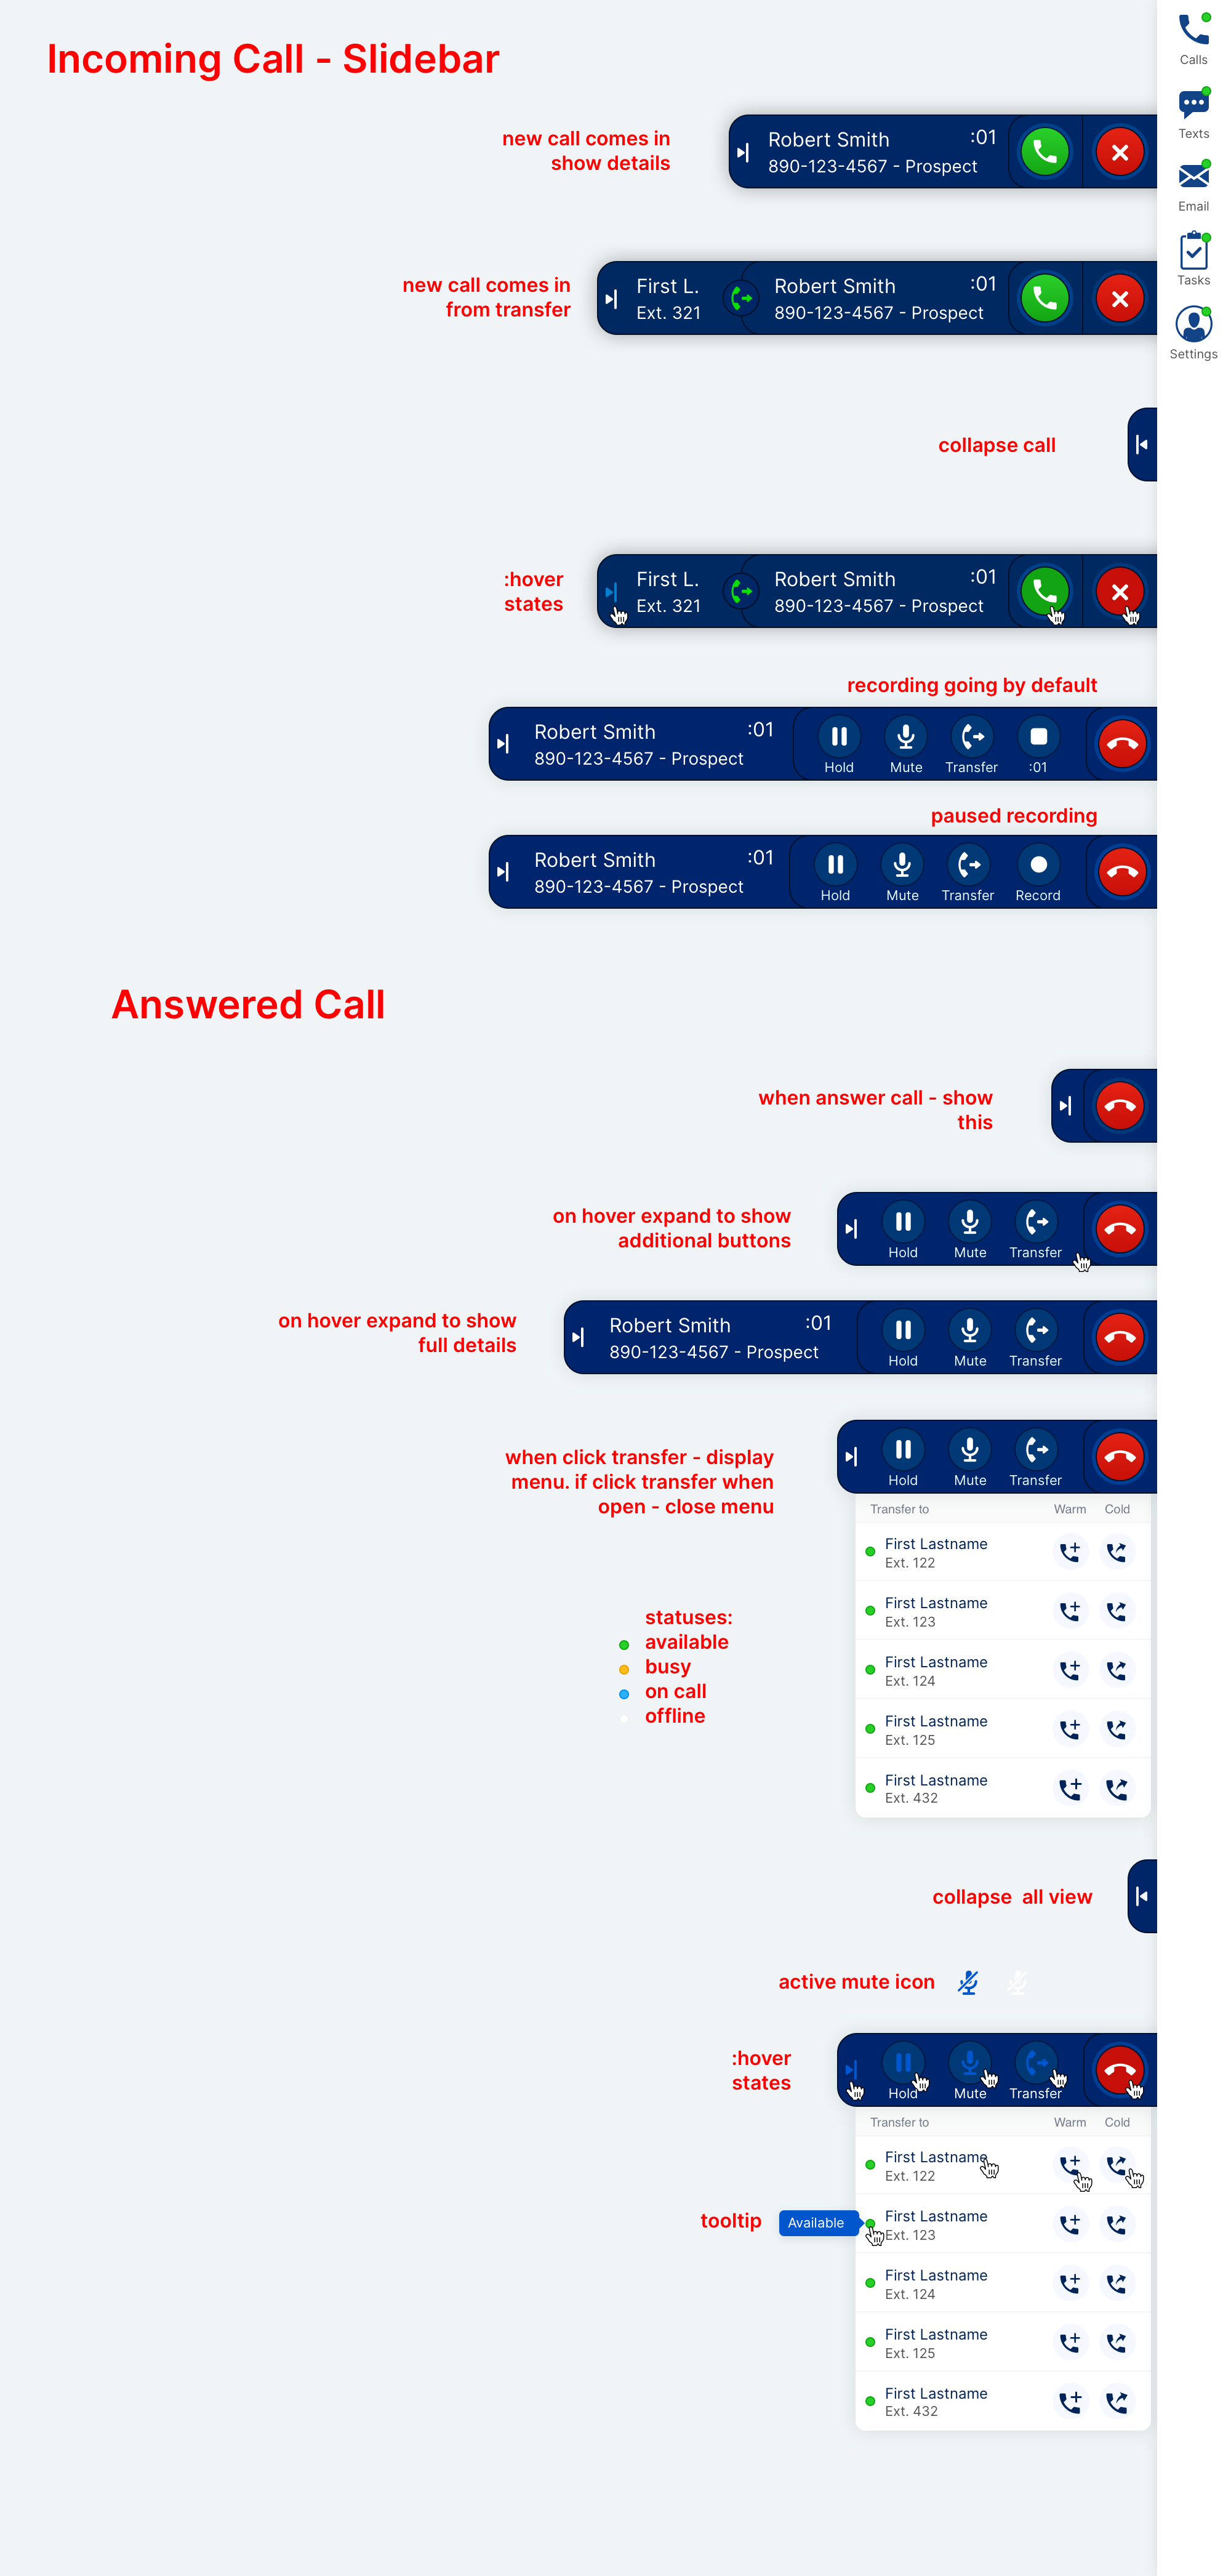 Incoming Call - Slidebar
Calls
Texts
Email
Tasks
Settings
new call comes in
show details
Robert Smith :01
890-123-4567 - Prospect
new call comes in
from transfer
First L.
Ext. 321
Robert Smith :01
890-123-4567 - Prospect
collapse call
:hover
states
First L.
Ext. 321
Robert Smith :01
890-123-4567 - Prospect
recording going by default
Robert Smith :01
890-123-4567 - Prospect
Hold Mute Transfer :01
paused recording
Robert Smith :01
890-123-4567 - Prospect
Hold Mute Transfer Record
Answered Call
when answer call - show
this
on hover expand to show
additional buttons
Hold Mute Transfer
on hover expand to show
full details
Robert Smith :01
890-123-4567 - Prospect
Hold Mute Transfer
when click transfer - display
menu. if click transfer when
open - close menu
Hold Mute Transfer
Transfer to Warm Cold
First Lastname
Ext. 122
First Lastname
Ext. 123
First Lastname
Ext. 124
First Lastname
Ext. 125
First Lastname
Ext. 432
statuses:
available
busy
on call
offline
collapse all view
active mute icon
:hover
states
Hold Mute Transfer
Transfer to Warm Cold
First Lastname
Ext. 122
tooltip
Available
First Lastname
Ext. 123
First Lastname
Ext. 124
First Lastname
Ext. 125
First Lastname
Ext. 432